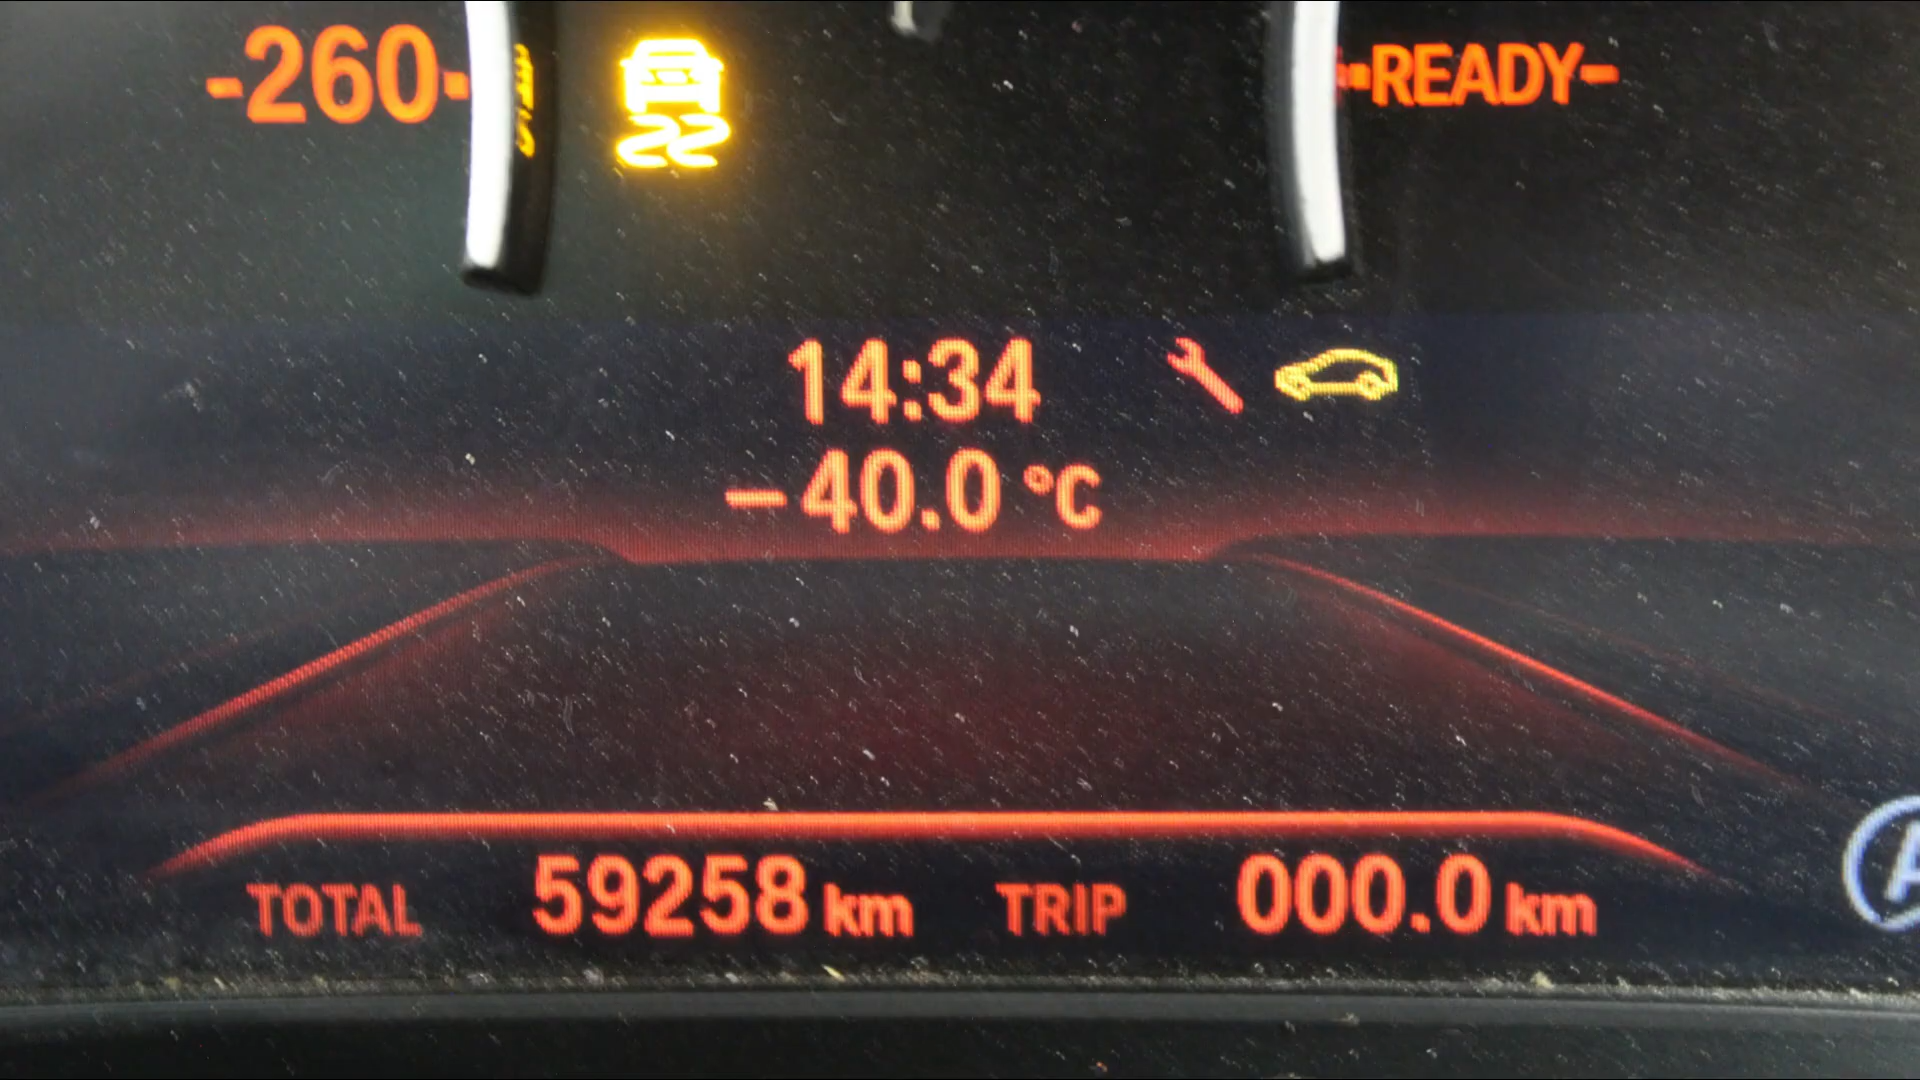 -260-
-READY-
14:34
-40.0 °C
TOTAL 59258 km TRIP 000.0 km
A